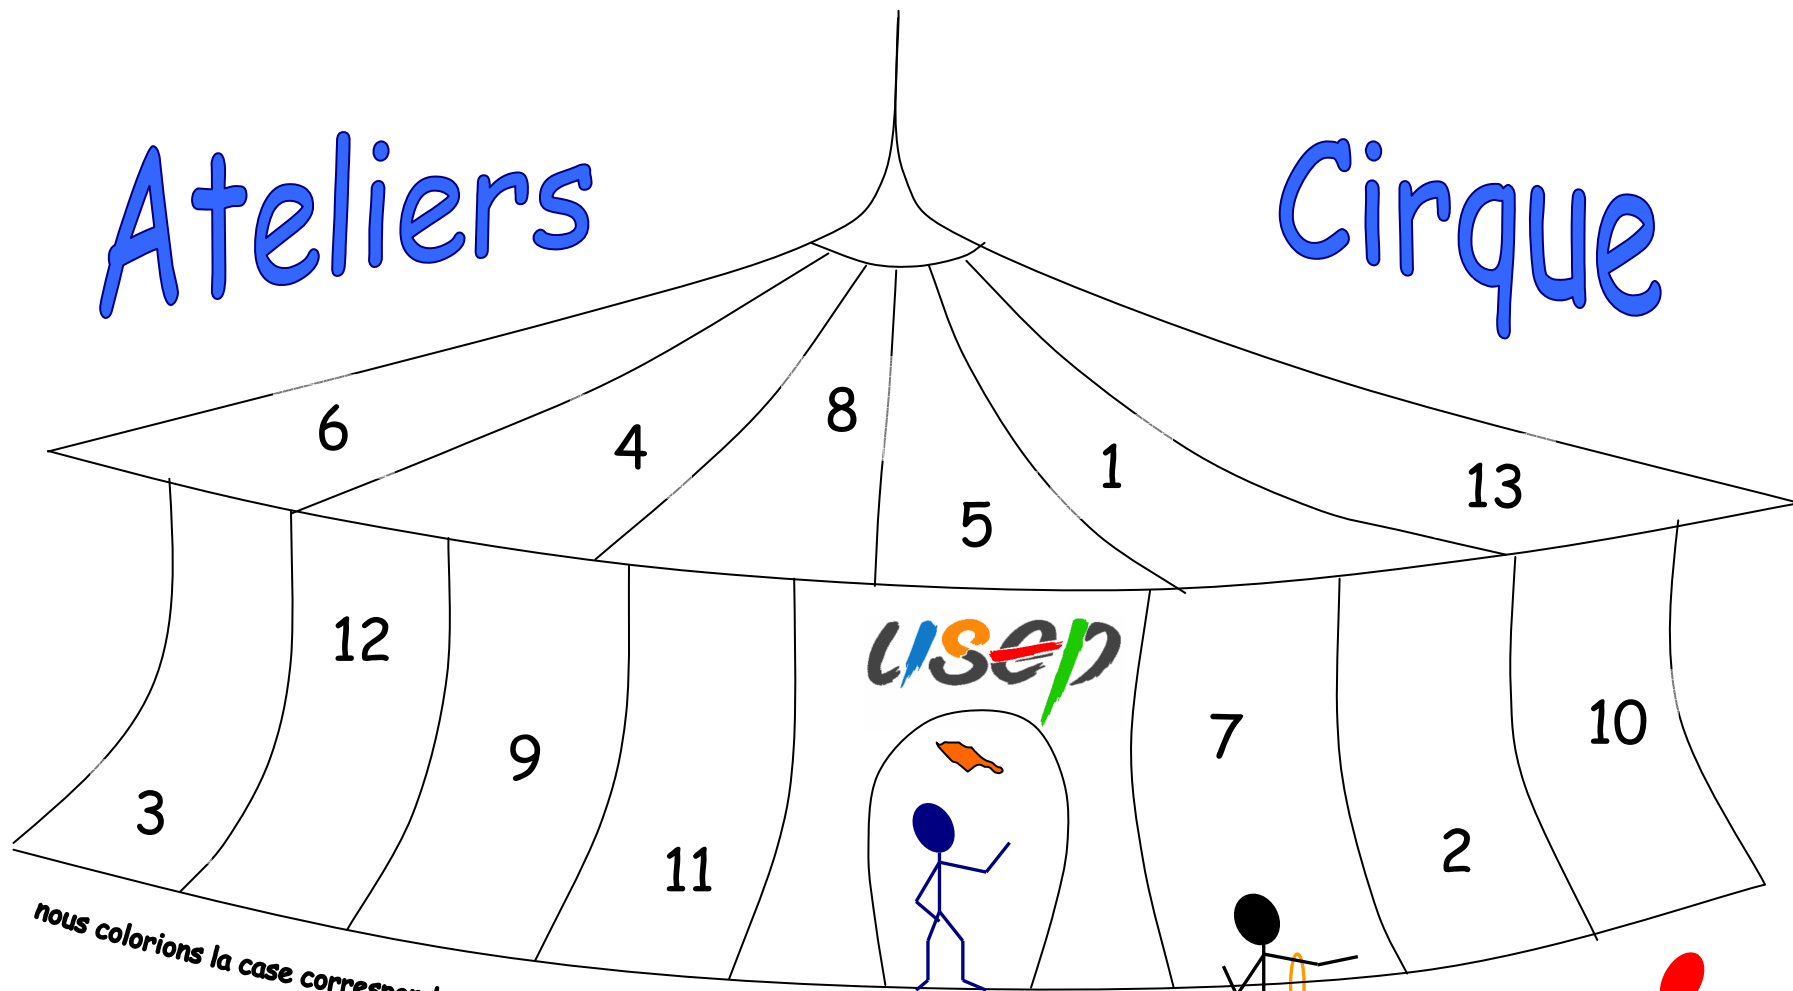 Ateliers Cirque
6 4 8 5 1 13
12 9 11 3
usep
7 2 10
nous colorions la case